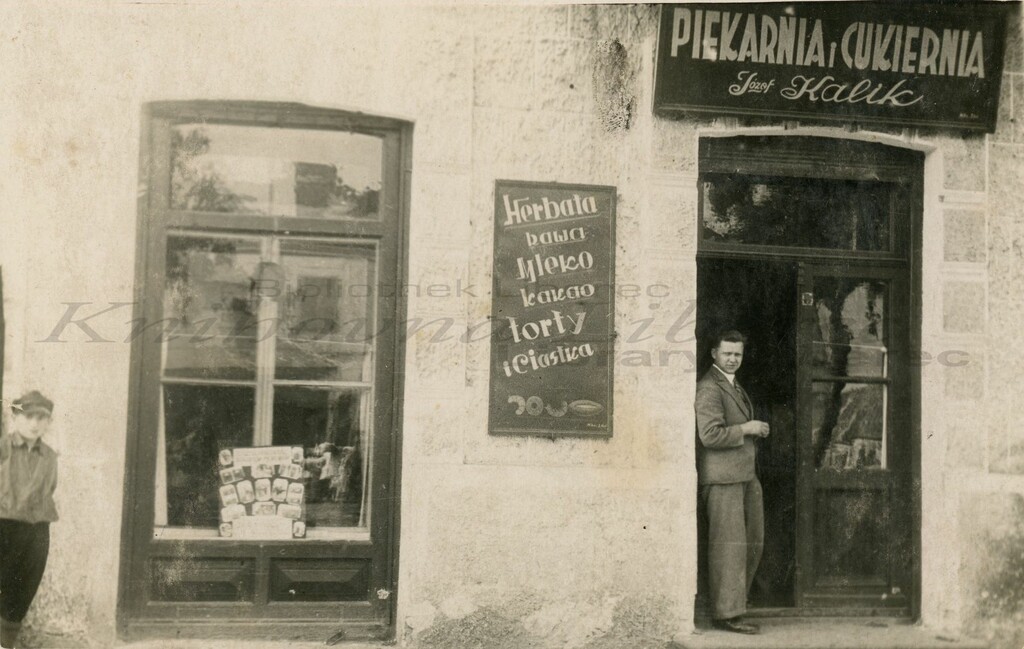 PIEKARNIA i CUKIERNIA
Józef Kalik
Herbata
kawa
Mleko
kakao
torty
i Ciastka